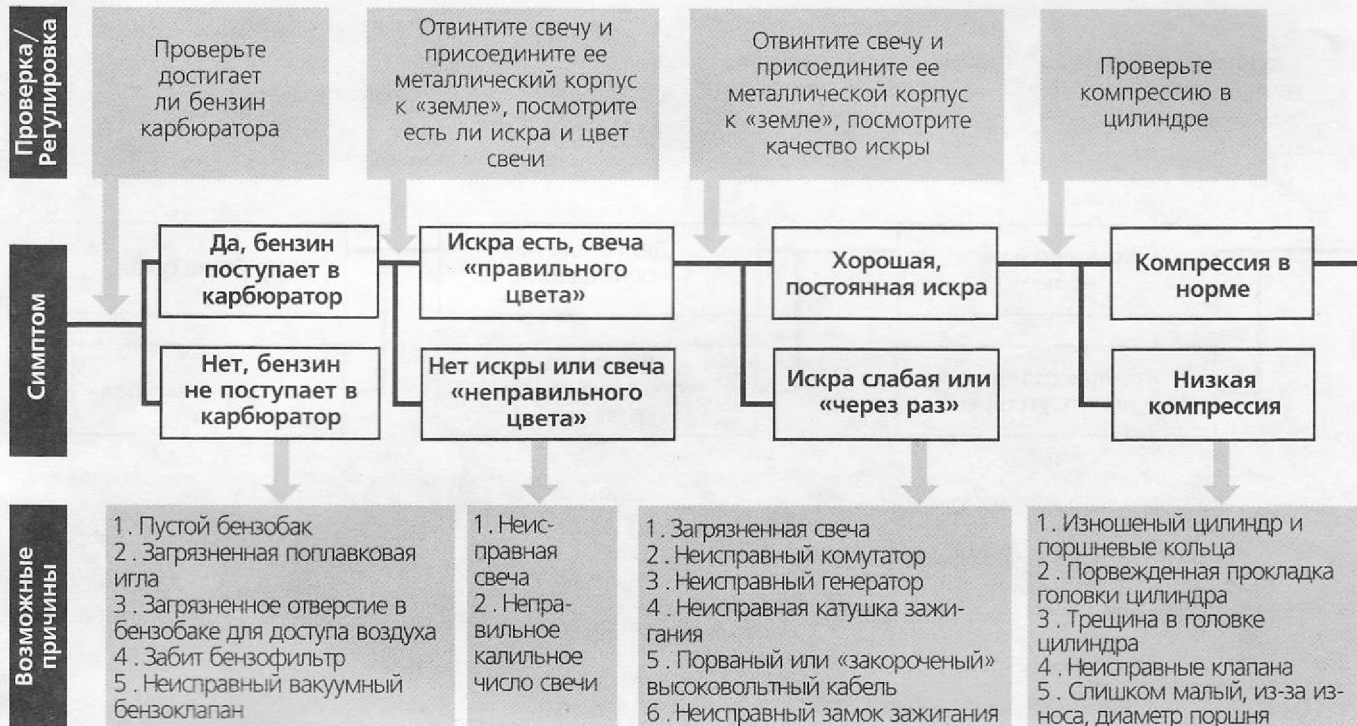 Проверка/
Регулировка
Проверьте
достигает
ли бензин
карбюратора
Отвинтите свечу и
присоедините ее
металлический корпус
к «земле», посмотрите
есть ли искра и цвет
свечи
Отвинтите свечу и
присоедините ее
металлической корпус
к «земле», посмотрите
качество искры
Проверьте
компрессию в
цилиндре
Симптом
Да, бензин
поступает в
карбюратор
Искра есть, свеча
«правильного
цвета»
Хорошая,
постоянная искра
Компрессия в
норме
Нет, бензин
не поступает в
карбюратор
Нет искры или свеча
«неправильного
цвета»
Искра слабая или
«через раз»
Низкая
компрессия
Возможные
причины
1. Пустой бензобак
2. Загрязненная поплавковая
игла
3. Загрязненное отверстие в
бензобаке для доступа воздуха
4. Забит бензофильтр
5. Неисправный вакуумный
бензоклапан
1. Неис-
правная
свеча
2. Непра-
вильное
калильное
число свечи
1. Загрязненная свеча
2. Неисправный комутатор
3. Неисправный генератор
4. Неисправная катушка зажи-
гания
5. Порваный или «закороченый»
высоковольтный кабель
6. Неисправный замок зажигания
1. Изношеный цилиндр и
поршневые кольца
2. Порвежденная прокладка
головки цилиндра
3. Трещина в головке
цилиндра
4. Неисправные клапана
5. Слишком малый, из-за из-
носа, диаметр поршня